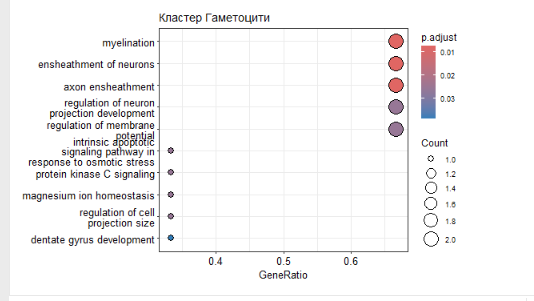 Кластер Гаметоцити
myelination
ensheathment of neurons
axon ensheathment
regulation of neuron
projection development
regulation of membrane
potential
intrinsic apoptotic
signaling pathway in
response to osmotic stress
protein kinase C signaling
magnesium ion homeostasis
regulation of cell
projection size
dentate gyrus development
0.4
0.5
0.6
GeneRatio
p.adjust
0.01
0.02
0.03
Count
1.0
1.2
1.4
1.6
1.8
2.0